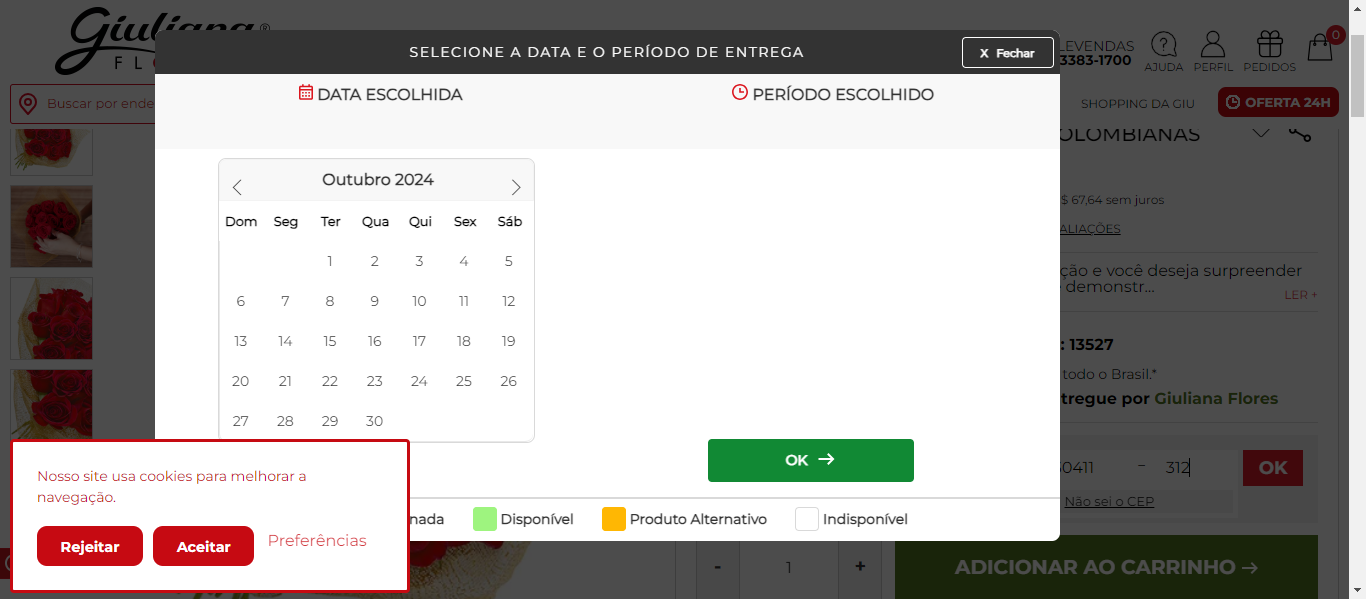 Giuliana®
FL
SELECIONE A DATA E O PERÍODO DE ENTREGA
X Fechar
LEVENDAS
3383-1700
AJUDA
PERFIL
PEDIDOS
0
Buscar por ende
DATA ESCOLHIDA
PERÍODO ESCOLHIDO
SHOPPING DA GIU
OFERTA 24H
OLOMBIANAS
Outubro 2024
Dom Seg Ter Qua Qui Sex Sáb
1 2 3 4 5
6 7 8 9 10 11 12
13 14 15 16 17 18 19
20 21 22 23 24 25 26
27 28 29 30
$ 67,64 sem juros
ALIAÇÕES
ção e você deseja surpreender
demonstr...
LER +
: 13527
todo o Brasil.*
tregue por Giuliana Flores
0411 - 312
OK
Não sei o CEP
OK →
nada
Disponível
Produto Alternativo
Indisponível
Nosso site usa cookies para melhorar a
navegação.
Rejeitar
Aceitar
Preferências
- 1 +
ADICIONAR AO CARRINHO →